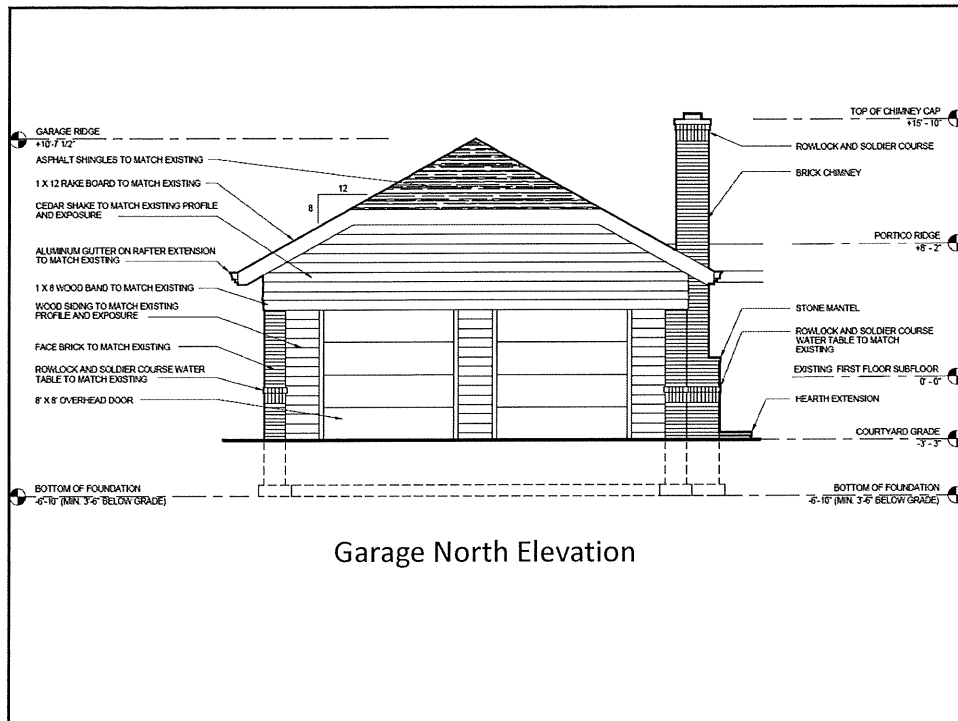 GARAGE RIDGE
+10'-7 1/2"
ASPHALT SHINGLES TO MATCH EXISTING
1 X 12 RAKE BOARD TO MATCH EXISTING
CEDAR SHAKE TO MATCH EXISTING PROFILE
AND EXPOSURE
ALUMINUM GUTTER ON RAFTER EXTENSION
TO MATCH EXISTING
1 X 8 WOOD BAND TO MATCH EXISTING
WOOD SIDING TO MATCH EXISTING
PROFILE AND EXPOSURE
FACE BRICK TO MATCH EXISTING
ROWLOCK AND SOLDIER COURSE WATER
TABLE TO MATCH EXISTING
8' X 8' OVERHEAD DOOR
BOTTOM OF FOUNDATION
-6'-10" (MIN. 3'-6" BELOW GRADE)
12
8
TOP OF CHIMNEY CAP
+15' - 10"
ROWLOCK AND SOLDIER COURSE
BRICK CHIMNEY
PORTICO RIDGE
+8' - 2"
STONE MANTEL
ROWLOCK AND SOLDIER COURSE
WATER TABLE TO MATCH
EXISTING
EXISTING FIRST FLOOR SUBFLOOR
0' - 0"
HEARTH EXTENSION
COURTYARD GRADE
-3' - 3"
BOTTOM OF FOUNDATION
-6'-10" (MIN. 3'-6" BELOW GRADE)
Garage North Elevation